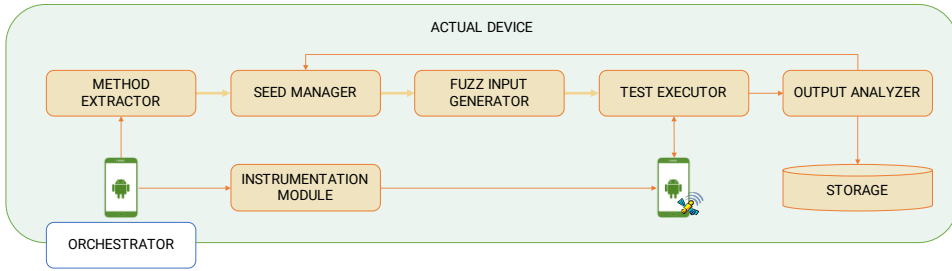 ACTUAL DEVICE
METHOD
EXTRACTOR
SEED MANAGER
FUZZ INPUT
GENERATOR
TEST EXECUTOR
OUTPUT ANALYZER
INSTRUMENTATION
MODULE
STORAGE
ORCHESTRATOR